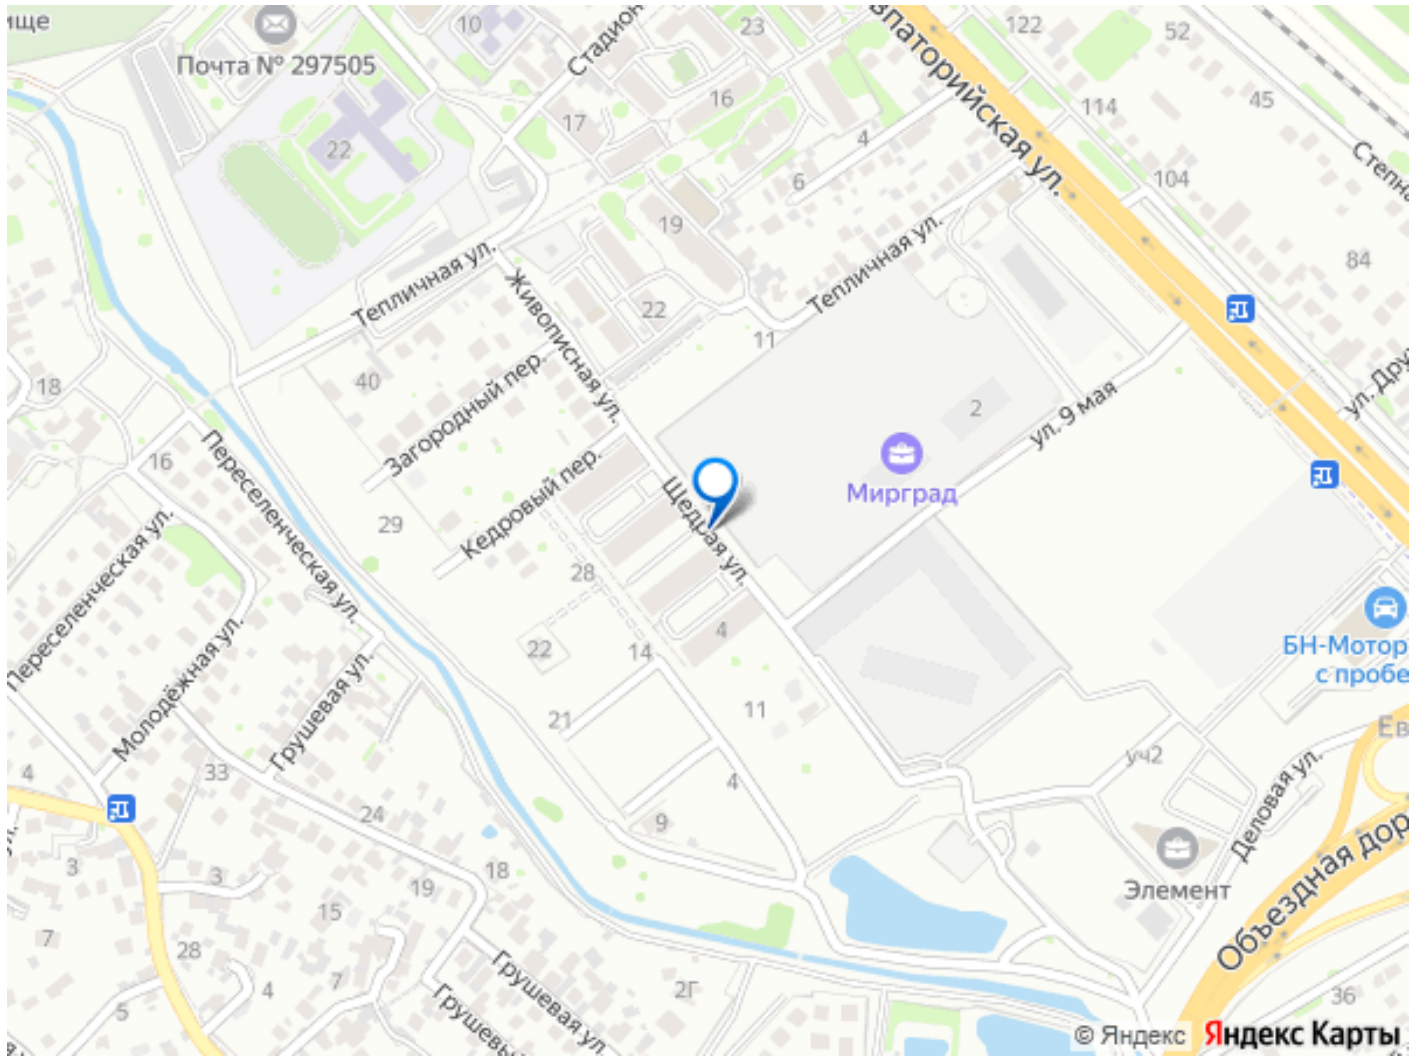 ище
Почта № 297505
10
Стадион
23
122
52
впаторийская ул.
16
17
114
45
4
22
Степна
104
6
19
Тепличная ул.
84
Тепличная ул.
Живописная ул.
22
11
18
40
Загородный пер.
2
ул. 9 мая
ул. Дру
Мирград
16
Переселенческая ул.
Кедровый пер.
Щедрая ул.
29
28
Переселенческая ул.
БН-Мотор
с пробе
4
22
14
Молодёжная ул.
Грушевая ул.
21
11
Ев
уч2
4
33
4
Деловая ул.
24
9
3
3
18
19
Элемент
Объездная дор
15
7
28
4
7
5
Грушевая ул.
Грушевы
2Г
36
© Яндекс Яндекс Карты